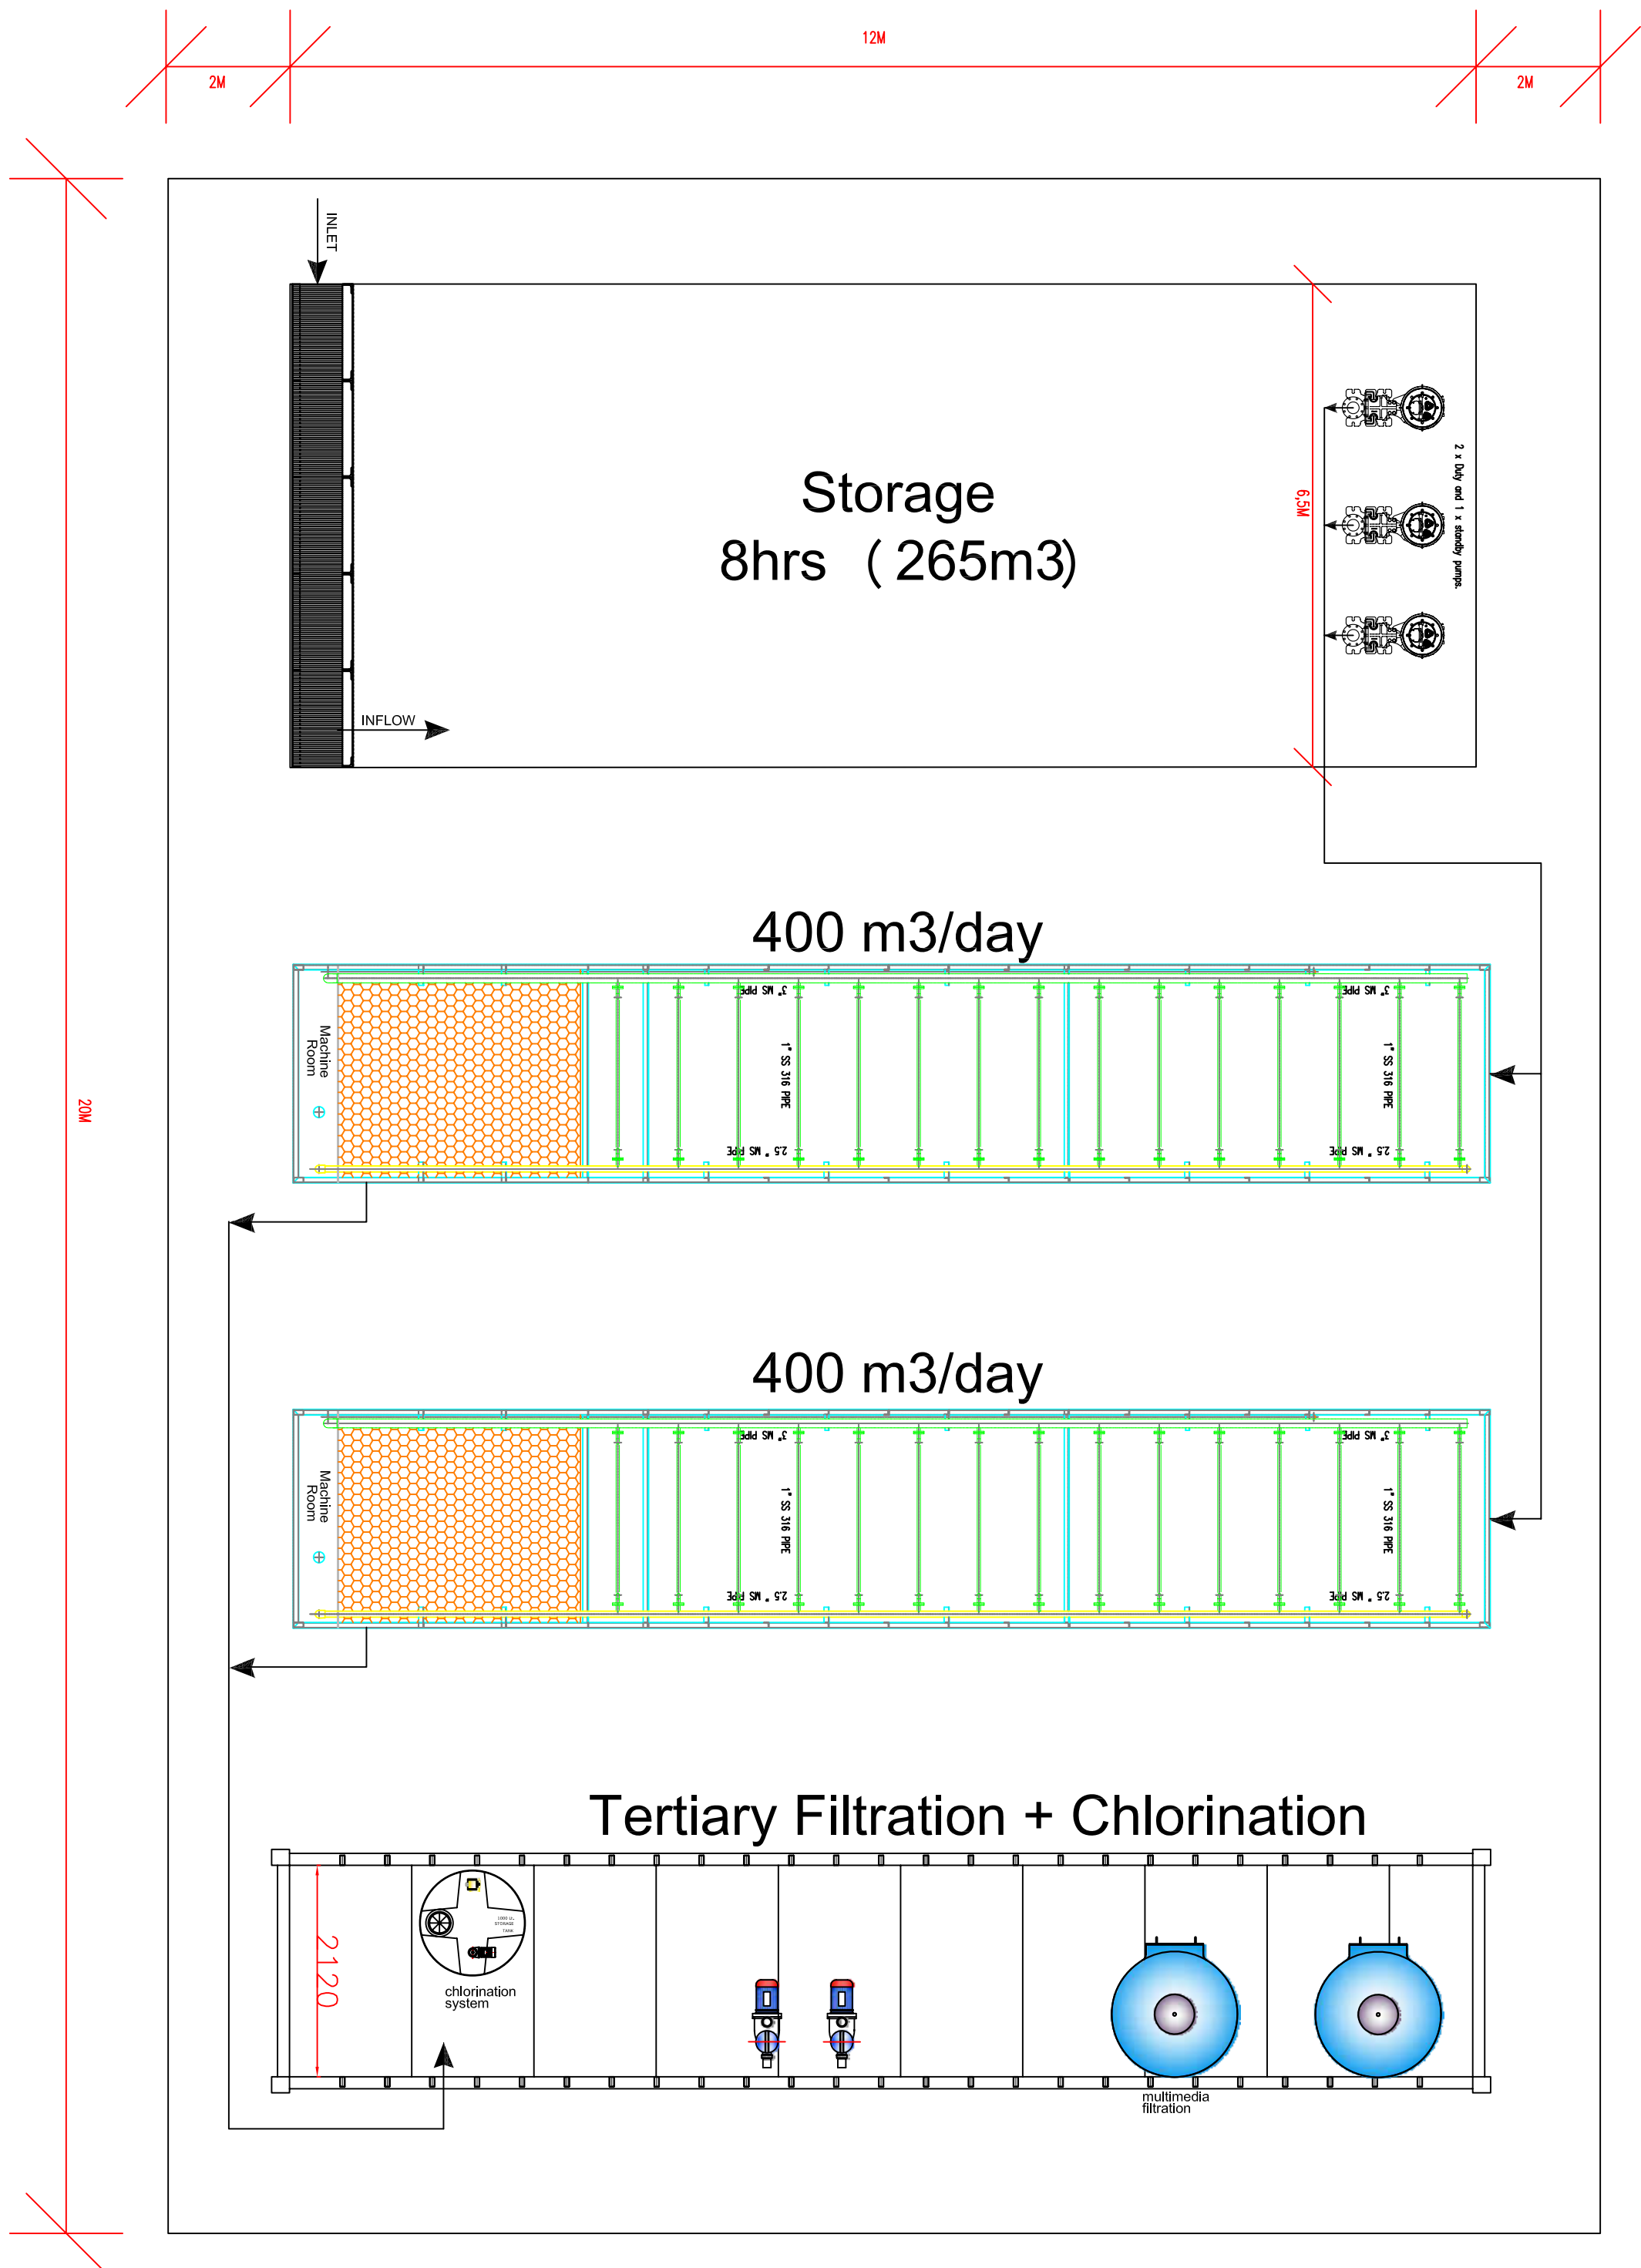 12M
2M
2M
INLET
Storage
8hrs ( 265m3)
6,5M
2 x Duty and 1 x standby pumps.
INFLOW
20M
400 m3/day
3" MS PIPE
3" MS PIPE
Machine
Room
1" SS 316 PIPE
1" SS 316 PIPE
2.5 " MS PIPE
2.5 " MS PIPE
400 m3/day
3" MS PIPE
3" MS PIPE
Machine
Room
1" SS 316 PIPE
1" SS 316 PIPE
2.5 " MS PIPE
2.5 " MS PIPE
Tertiary Filtration + Chlorination
2120
STORAGE
TANK
chlorination
system
multimedia
filtration